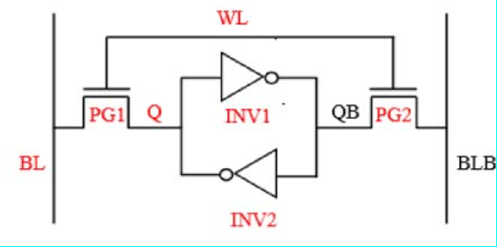 WL
PG1 Q INV1 QB PG2
BL BLB
INV2